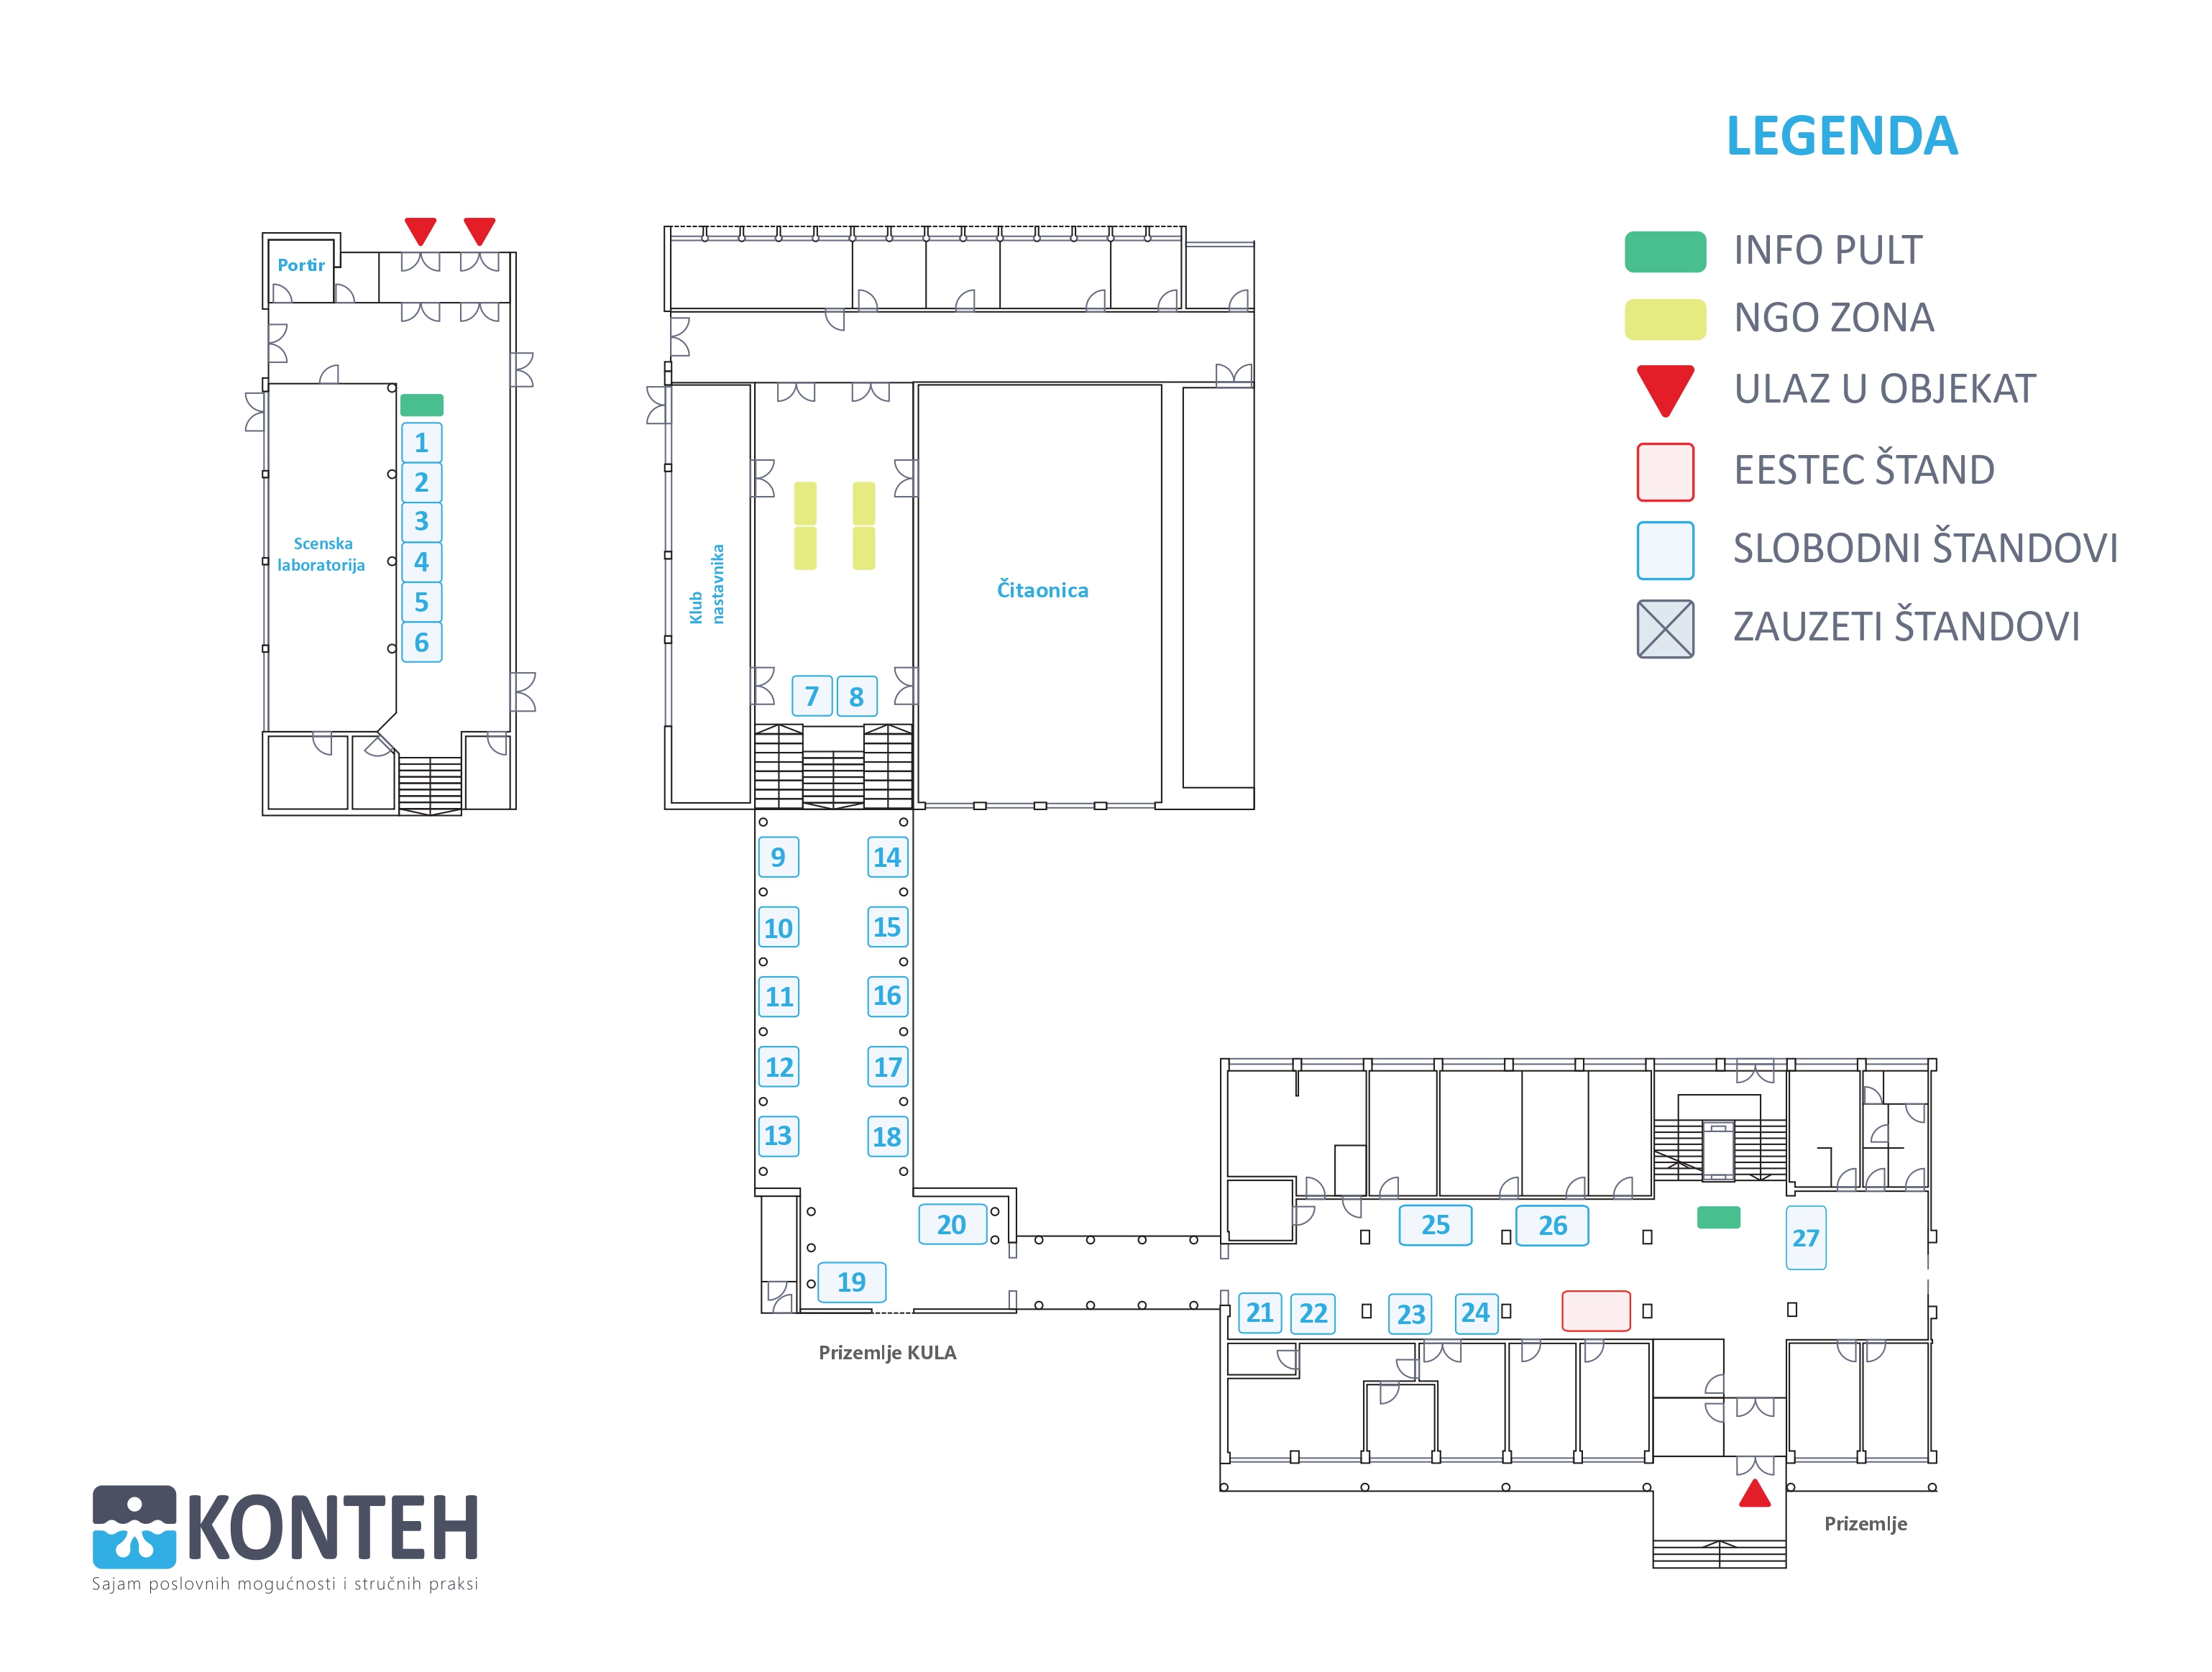 LEGENDA
INFO PULT
NGO ZONA
ULAZ U OBJEKAT
EESTEC ŠTAND
SLOBODNI ŠTANDOVI
ZAUZETI ŠTANDOVI
Portir
1
2
3
4
5
6
Scenska
laboratorija
Klub
nastavnika
Čitaonica
7 8
9 14
10 15
11 16
12 17
13 18
20
19
Prizemlje KULA
25 26
27
21 22 23 24
Prizemlje
KONTEH
Sajam poslovnih mogućnosti i stručnih praksi